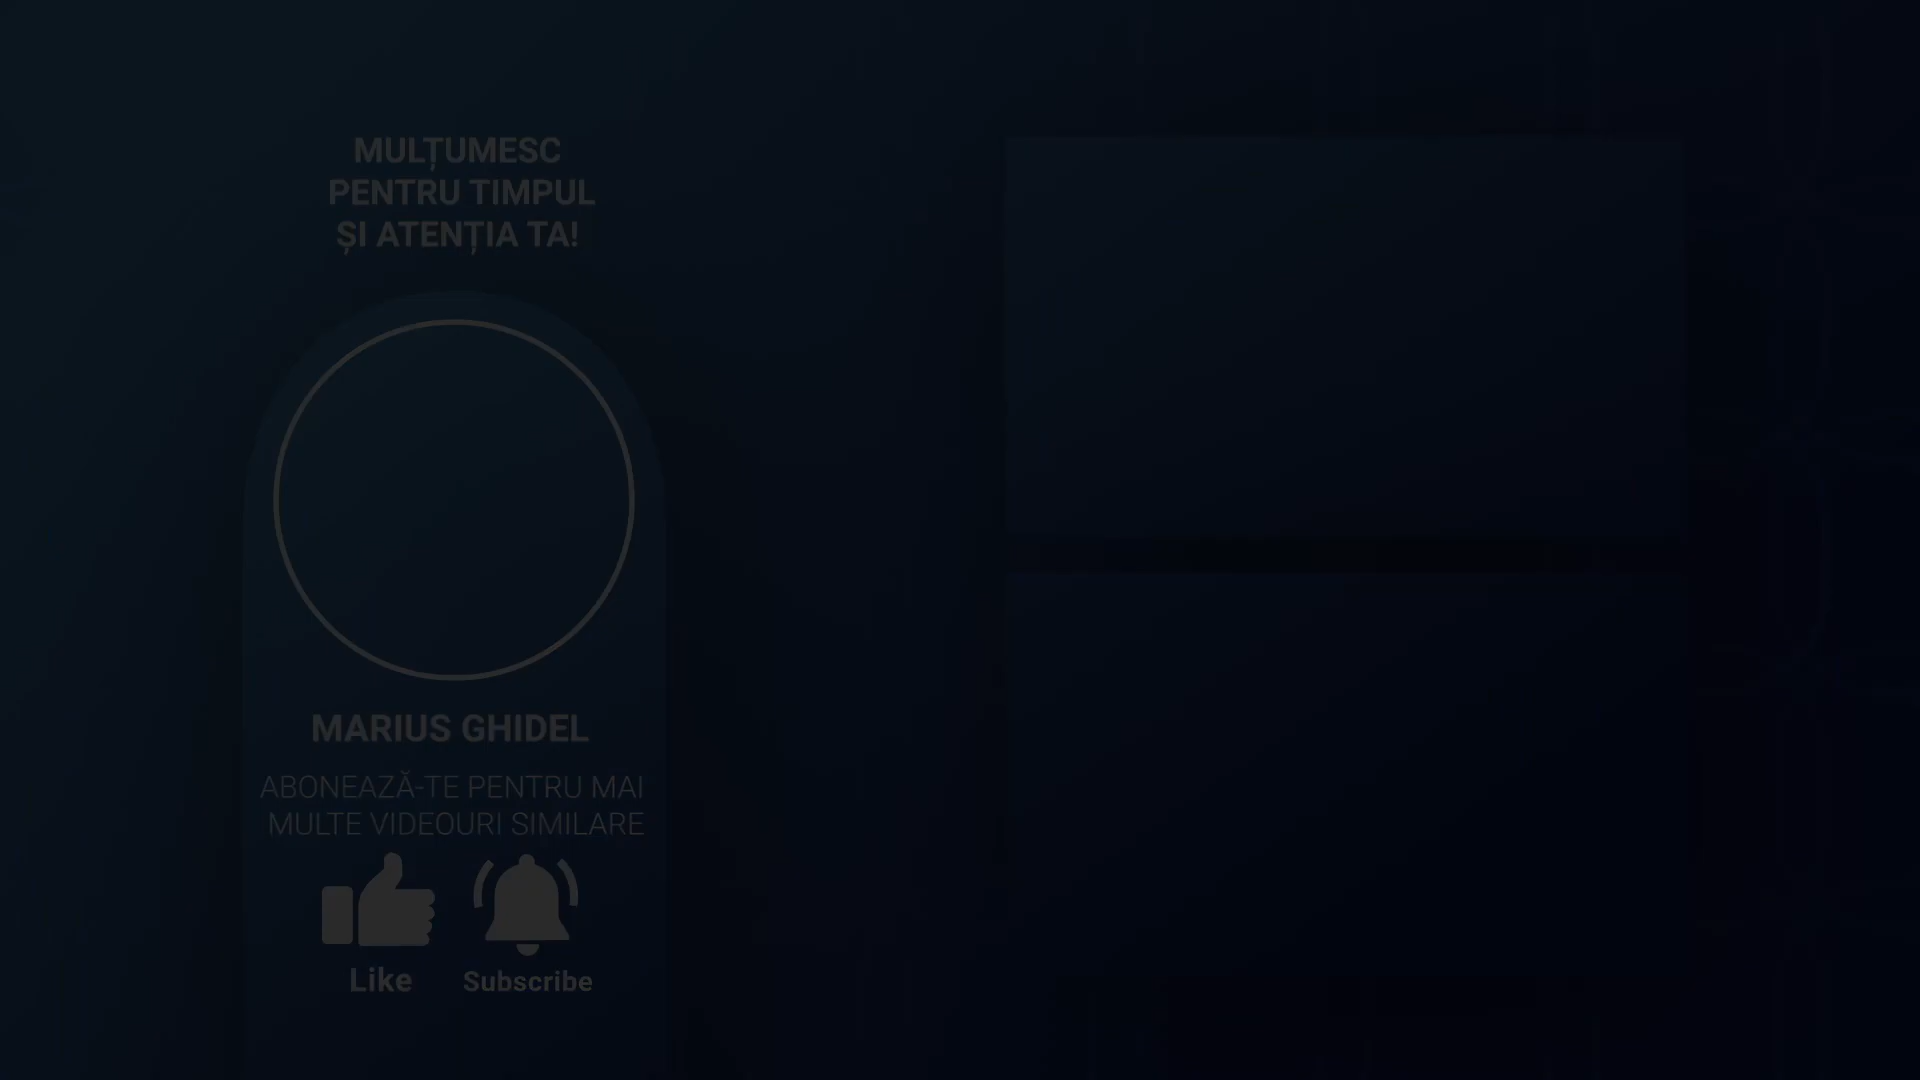 MULȚUMESC
PENTRU TIMPUL
ȘI ATENȚIA TA!
MARIUS GHIDEL
ABONEAZĂ-TE PENTRU MAI
MULTE VIDEOURI SIMILARE
Like Subscribe